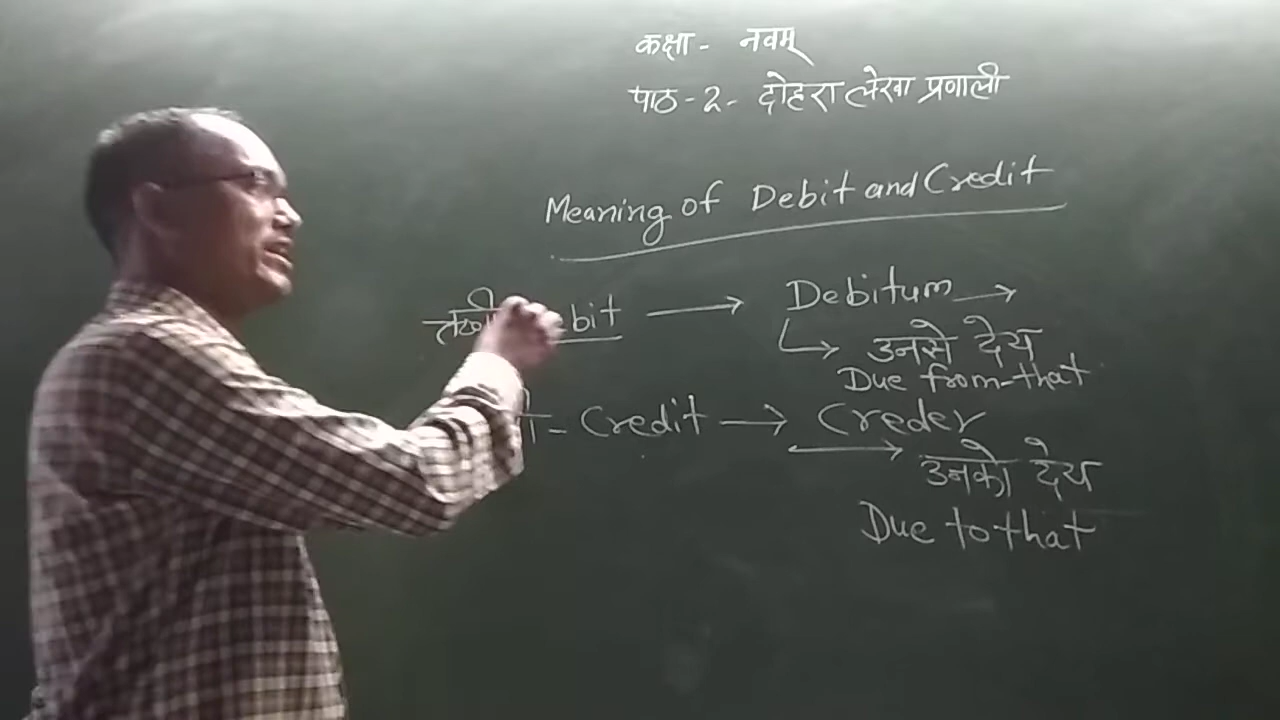 कक्षा - नवम्
पाठ - 2 - दोहरा लेखा प्रणाली
Meaning of Debit and Credit
ebit → Debitum →
उनसे देय
Due from that
- Credit → Creder
उनको देय
Due to that